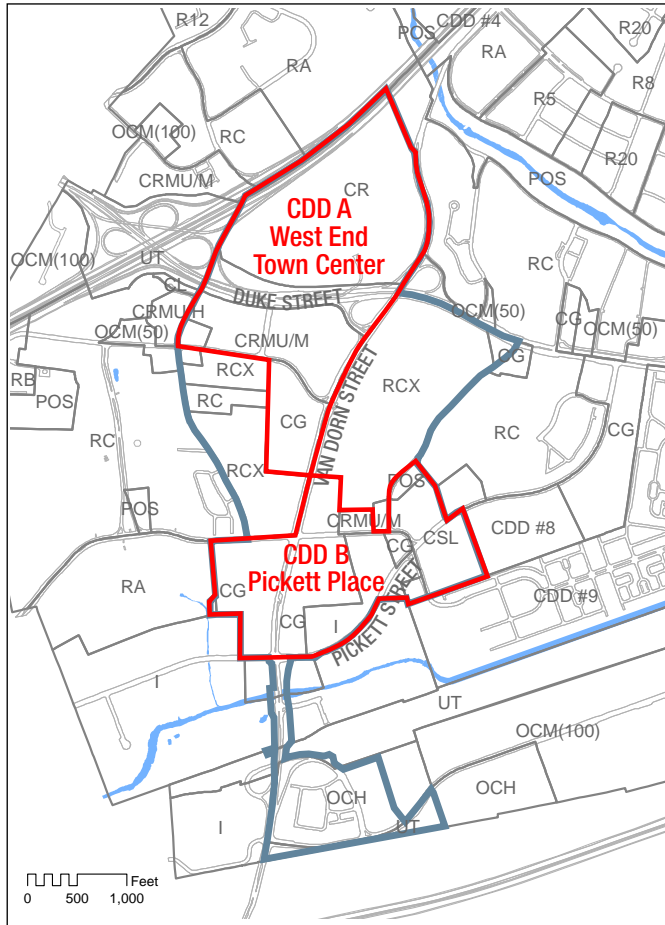 R12
POS
CDD #4
R20
RA
RA
R8
R5
OCM(100)
RC
R20
CRMU/M
CR
POS
CDD A
West End
Town Center
UT
OCM(100)
RC
CL
DUKE STREET
CRMU/H
OCM(50)
OCM(50)
CRMU/M
CG
OCM(50)
CG
RCX
RB
POS
RC
RCX
VAN DORN STREET
CG
RC
RC
CG
RCX
POS
POS
CRMU/M
CSL
CDD #8
CG
CDD B
Pickett Place
RA
CG
CDD #9
PICKETT STREET
CG
I
I
UT
OCM(100)
OCH
OCH
I
UT
Feet
0 500 1,000